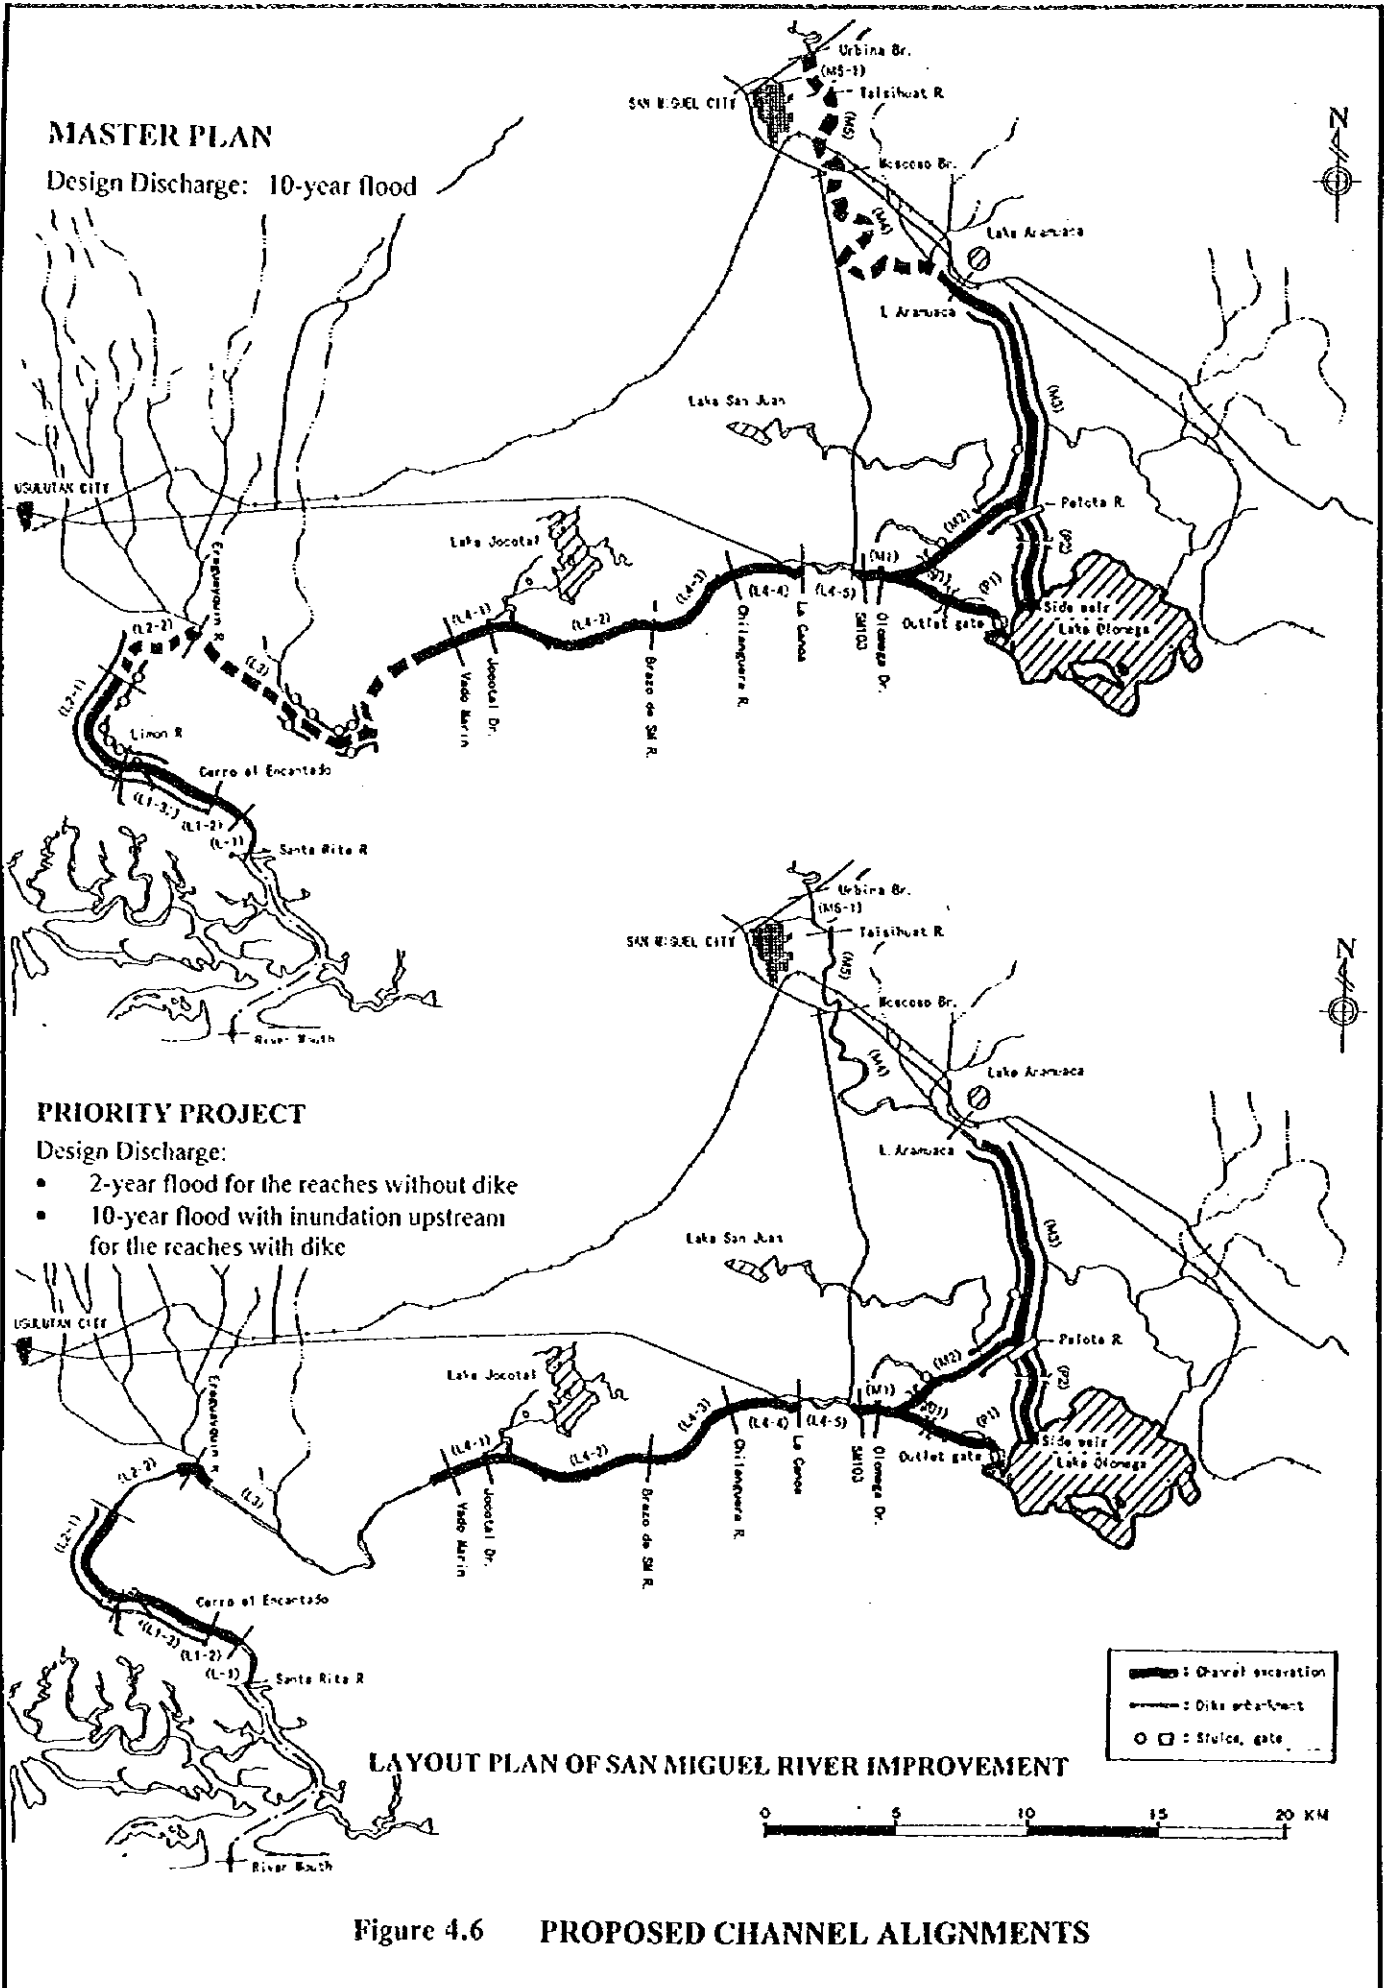 MASTER PLAN
Design Discharge: 10-year flood
Urbina Br.
(M5-1)
SAN MIGUEL CITY
Taisihuat R.
(M5)
Moscoso Br.
N
(M4)
Lake Aramuaca
L. Aramuaca
Lake San Juan
(M3)
USULUTAN CITY
Lake Jocotal
(M2)
Pelota R.
(M1)
(P2)
(P1)
(L4-1)
(L4-2)
(L4-3)
(L4-4)
(L4-5)
La Canoa
SM103
Olomega Dr.
Outlet gate
Side weir
Lake Olomega
Chilanguera R.
Brazo de SM R.
Jocotal Dr.
Vado Marin
(L2-2)
(L3)
(L2-1)
Limon R.
Cerro el Encantado
(L1-3)
(L1-2)
(L-1)
Santa Rita R.
River Mouth
PRIORITY PROJECT
Design Discharge:
• 2-year flood for the reaches without dike
• 10-year flood with inundation upstream
for the reaches with dike
Urbina Br.
SAN MIGUEL CITY
Taisihuat R.
(M5)
Moscoso Br.
N
(M4)
Lake Aramuaca
L. Aramuaca
Lake San Juan
(M3)
USULUTAN CITY
Lake Jocotal
(M2)
Pelota R.
(M1)
(P2)
(P1)
(L4-1)
(L4-2)
(L4-3)
(L4-4)
(L4-5)
La Canoa
SM103
Olomega Dr.
Outlet gate
Side weir
Lake Olomega
Chilanguera R.
Brazo de SM R.
Jocotal Dr.
Vado Marin
(L2-2)
(L3)
(L2-1)
Cerro el Encantado
(L1-2)
(L-1)
Santa Rita R.
River Mouth
: Channel excavation
: Dike embankment
: Sluice, gate
LAYOUT PLAN OF SAN MIGUEL RIVER IMPROVEMENT
0 5 10 15 20 KM
Figure 4.6 PROPOSED CHANNEL ALIGNMENTS